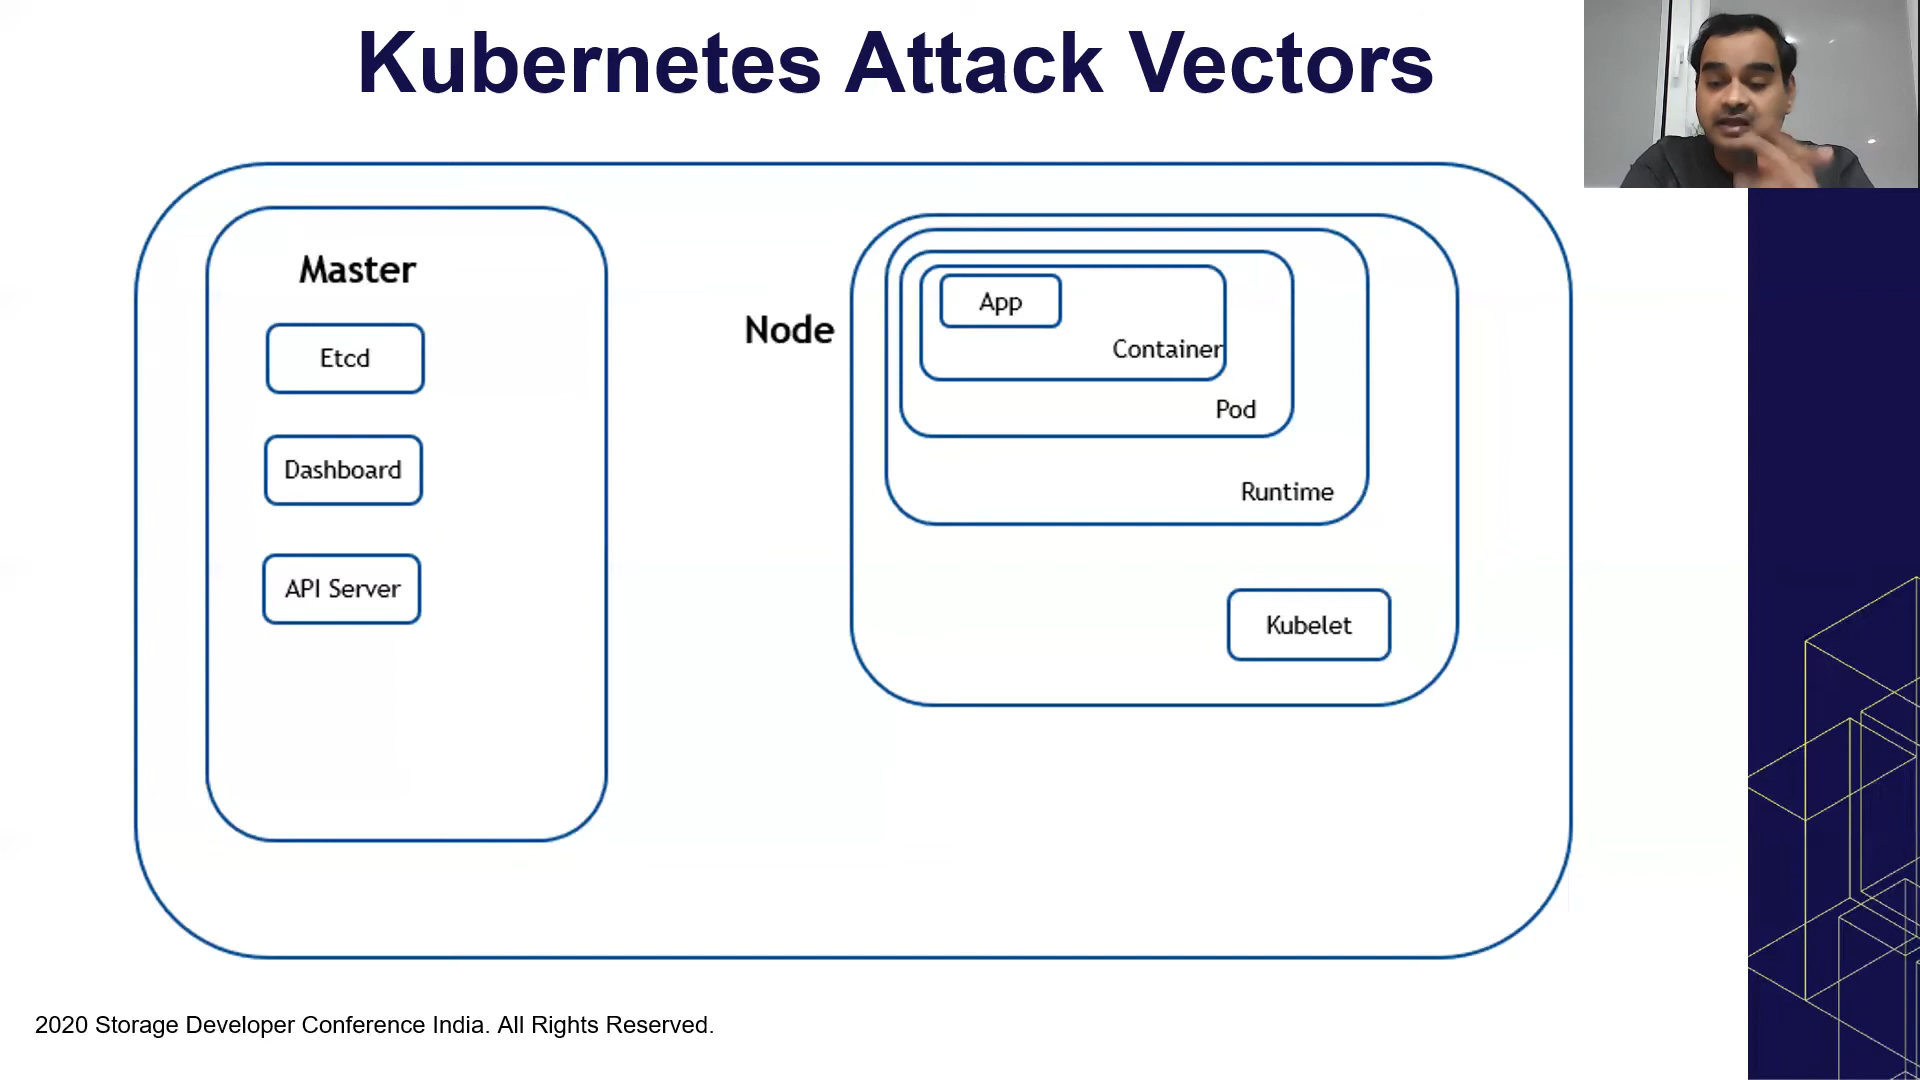 Kubernetes Attack Vectors
Master
Etcd
Dashboard
API Server
Node
App
Container
Pod
Runtime
Kubelet
2020 Storage Developer Conference India. All Rights Reserved.